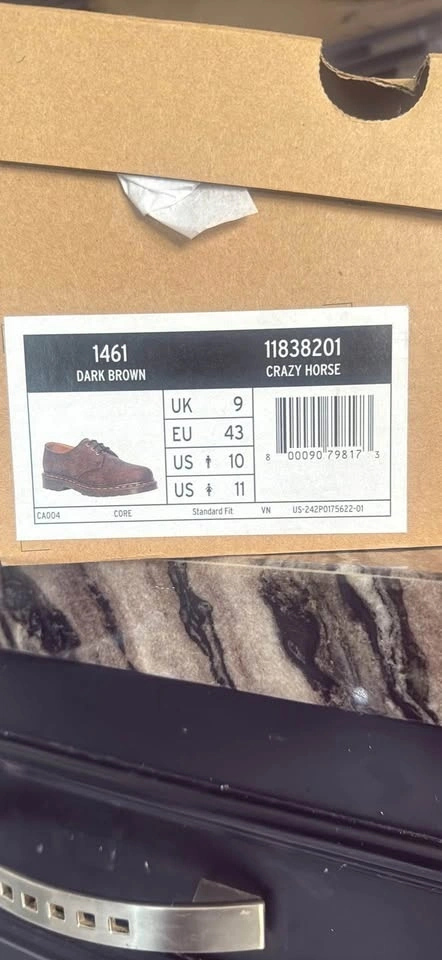 1461
DARK BROWN
11838201
CRAZY HORSE
UK 9
EU 43
US 10
US 11
8 00090 79817 3
CA004 CORE Standard Fit VN US-242P0175622-01